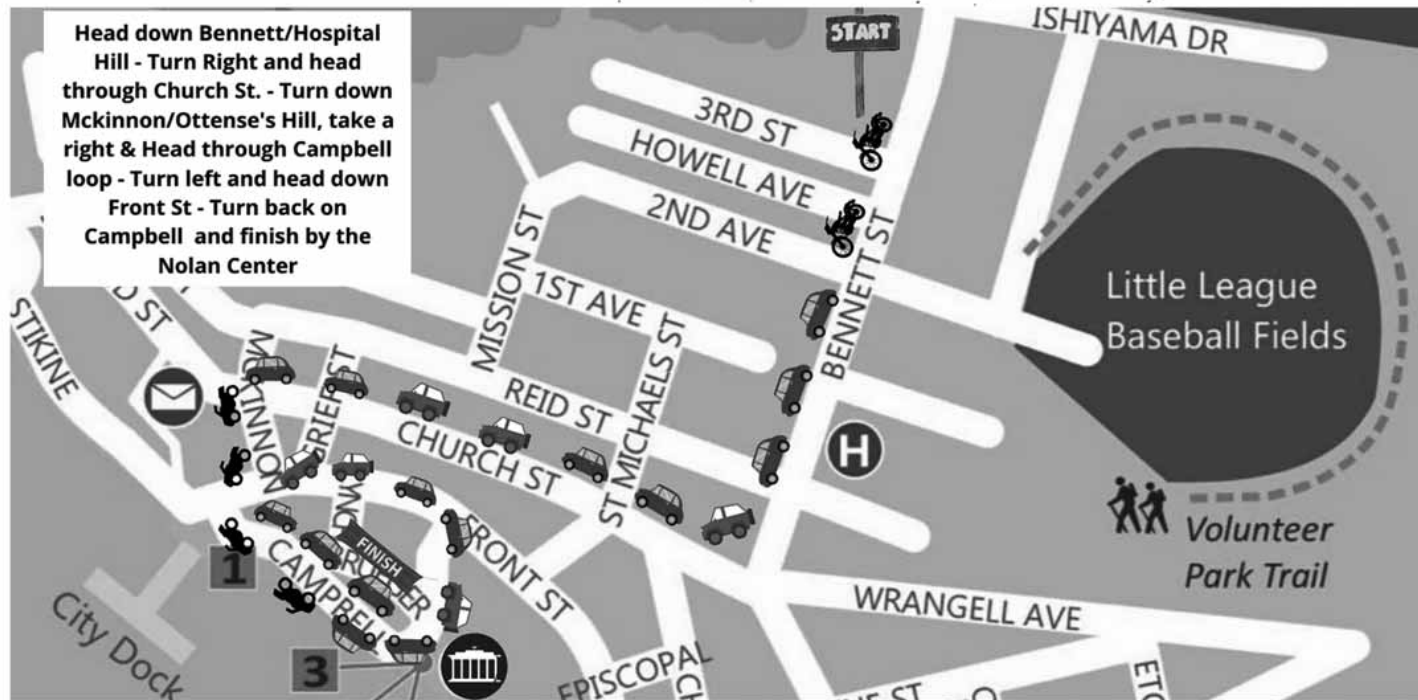 Head down Bennett/Hospital
Hill - Turn Right and head
through Church St. - Turn down
Mckinnon/Ottense's Hill, take a
right & Head through Campbell
loop - Turn left and head down
Front St - Turn back on
Campbell and finish by the
Nolan Center
START
ISHIYAMA DR
3RD ST
HOWELL AVE
2ND AVE
BENNETT ST
MISSION ST
1ST AVE
ST MICHAELS ST
Little League
Baseball Fields
STIKINE
ST
MCKINNON
GRIEF ST
REID ST
CHURCH ST
H
FRONT ST
FINISH
CAMPBELL
1
3
City Dock
Volunteer
Park Trail
WRANGELL AVE
EPISCOPAL
ST